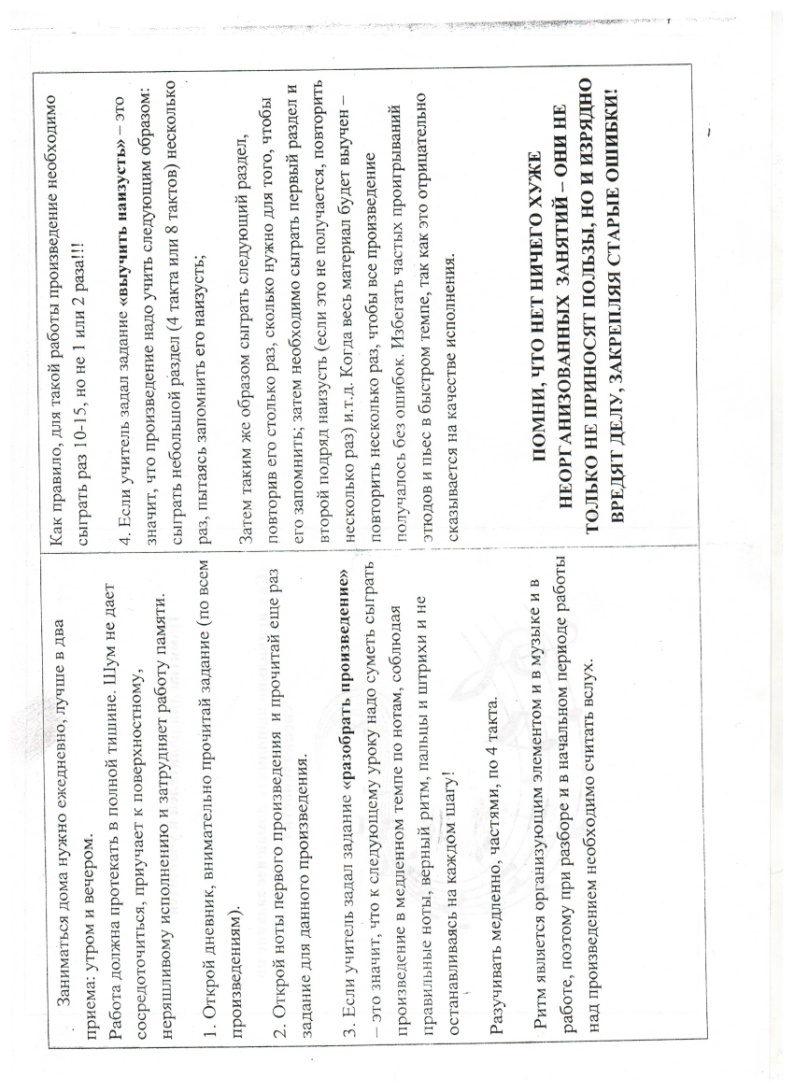 Заниматься дома нужно ежедневно, лучше в два
приема: утром и вечером.
Работа должна протекать в полной тишине. Шум не дает
сосредоточиться, приучает к поверхностному,
неряшливому исполнению и затрудняет работу памяти.
1. Открой дневник, внимательно прочитай задание (по всем
произведениям).
2. Открой ноты первого произведения и прочитай еще раз
задание для данного произведения.
3. Если учитель задал задание «разобрать произведение»
– это значит, что к следующему уроку надо суметь сыграть
произведение в медленном темпе по нотам, соблюдая
правильные ноты, верный ритм, пальцы и штрихи и не
останавливаясь на каждом шагу!
Разучивать медленно, частями, по 4 такта.
Ритм является организующим элементом и в музыке и в
работе, поэтому при разборе и в начальном периоде работы
над произведением необходимо считать вслух.
Как правило, для такой работы произведение необходимо
сыграть раз 10-15, но не 1 или 2 раза!!!
4. Если учитель задал задание «выучить наизусть» – это
значит, что произведение надо учить следующим образом:
сыграть небольшой раздел (4 такта или 8 тактов) несколько
раз, пытаясь запомнить его наизусть;
Затем таким же образом сыграть следующий раздел,
повторив его столько раз, сколько нужно для того, чтобы
его запомнить; затем необходимо сыграть первый раздел и
второй подряд наизусть (если это не получается, повторить
несколько раз) и.т.д. Когда весь материал будет выучен –
повторить несколько раз, чтобы все произведение
получалось без ошибок. Избегать частых проигрываний
этюдов и пьес в быстром темпе, так как это отрицательно
сказывается на качестве исполнения.
ПОМНИ, ЧТО НЕТ НИЧЕГО ХУЖЕ
НЕОРГАНИЗОВАННЫХ ЗАНЯТИЙ – ОНИ НЕ
ТОЛЬКО НЕ ПРИНОСЯТ ПОЛЬЗЫ, НО И ИЗРЯДНО
ВРЕДЯТ ДЕЛУ, ЗАКРЕПЛЯЯ СТАРЫЕ ОШИБКИ!